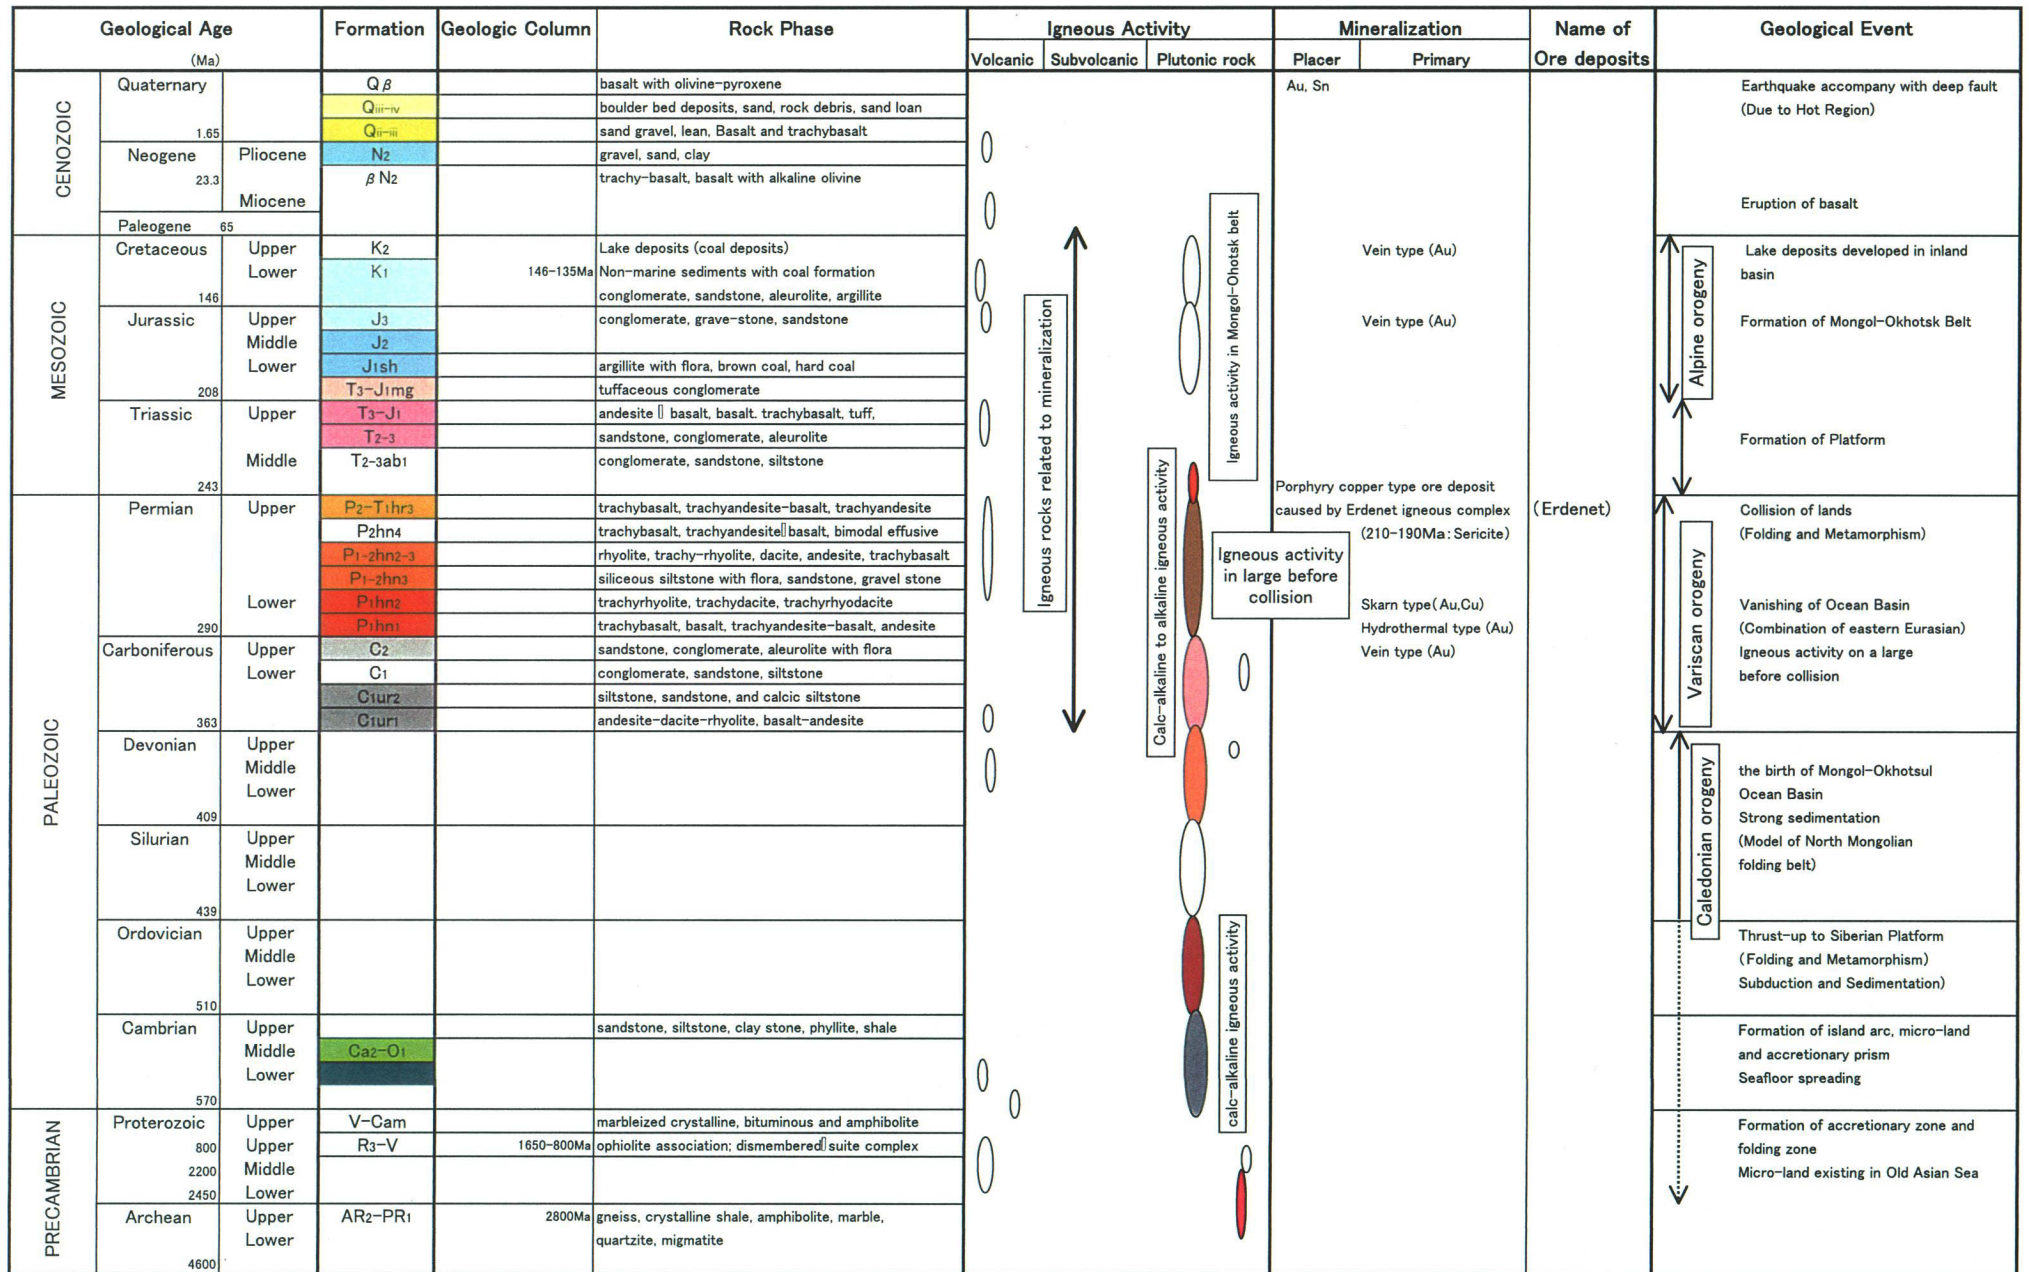 Geological Age Formation Geologic Column Rock Phase Igneous Activity Mineralization Name of Geological Event
(Ma) Volcanic Subvolcanic Plutonic rock Placer Primary Ore deposits
CENOZOIC
Quaternary Qβ basalt with olivine-pyroxene Au, Sn Earthquake accompany with deep fault
Qiii-iv boulder bed deposits, sand, rock debris, sand loan (Due to Hot Region)
1.65 Qii-iii sand gravel, lean, Basalt and trachybasalt
Neogene Pliocene N2 gravel, sand, clay
23.3 βN2 trachy-basalt, basalt with alkaline olivine
Miocene Eruption of basalt
Paleogene 65
MESOZOIC
Cretaceous Upper K2 Lake deposits (coal deposits) Vein type (Au) Lake deposits developed in inland
Lower K1 146-135Ma Non-marine sediments with coal formation basin
146 conglomerate, sandstone, aleurolite, argillite
Jurassic Upper J3 conglomerate, grave-stone, sandstone Vein type (Au) Formation of Mongol-Okhotsk Belt
Middle J2
Lower J1sh argillite with flora, brown coal, hard coal
208 T3-J1mg tuffaceous conglomerate
Triassic Upper T3-J1 andesite basalt, basalt. trachybasalt, tuff,
T2-3 sandstone, conglomerate, aleurolite Formation of Platform
Middle T2-3ab1 conglomerate, sandstone, siltstone
243 Porphyry copper type ore deposit
PALEOZOIC
Permian Upper P2-T1hr3 trachybasalt, trachyandesite-basalt, trachyandesite caused by Erdenet igneous complex (Erdenet) Collision of lands
P2hn4 trachybasalt, trachyandesite basalt, bimodal effusive (210-190Ma: Sericite) (Folding and Metamorphism)
P1-2hn2-3 rhyolite, trachy-rhyolite, dacite, andesite, trachybasalt
P1-2hn3 siliceous siltstone with flora, sandstone, gravel stone
Lower P1hn2 trachyrhyolite, trachydacite, trachyrhyodacite Skarn type(Au,Cu) Vanishing of Ocean Basin
290 P1hn1 trachybasalt, basalt, trachyandesite-basalt, andesite Hydrothermal type (Au) (Combination of eastern Eurasian)
Carboniferous Upper C2 sandstone, conglomerate, aleurolite with flora Vein type (Au) Igneous activity on a large
Lower C1 conglomerate, sandstone, siltstone before collision
C1ur2 siltstone, sandstone, and calcic siltstone
363 C1ur1 andesite-dacite-rhyolite, basalt-andesite
Devonian Upper
Middle the birth of Mongol-Okhotsul
Lower Ocean Basin
409 Strong sedimentation
Silurian Upper (Model of North Mongolian
Middle folding belt)
Lower
439
Ordovician Upper Thrust-up to Siberian Platform
Middle (Folding and Metamorphism)
Lower Subduction and Sedimentation)
510
Cambrian Upper sandstone, siltstone, clay stone, phyllite, shale Formation of island arc, micro-land
Middle Ca2-O1 and accretionary prism
Lower Seafloor spreading
570
PRECAMBRIAN
Proterozoic Upper V-Cam marbleized crystalline, bituminous and amphibolite Formation of accretionary zone and
800 Upper R3-V 1650-800Ma ophiolite association; dismembered suite complex folding zone
2200 Middle Micro-land existing in Old Asian Sea
2450 Lower
Archean Upper AR2-PR1 2800Ma gneiss, crystalline shale, amphibolite, marble,
Lower quartzite, migmatite
4600
Igneous rocks related to mineralization
Calc-alkaline to alkaline igneous activity
Igneous activity in Mongol-Ohotsk belt
Igneous activity
in large before
collision
calc-alkaline igneous activity
Alpine orogeny
Variscan orogeny
Caledonian orogeny